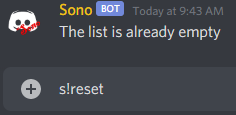 Sono BOT Today at 9:43 AM
The list is already empty
s!reset